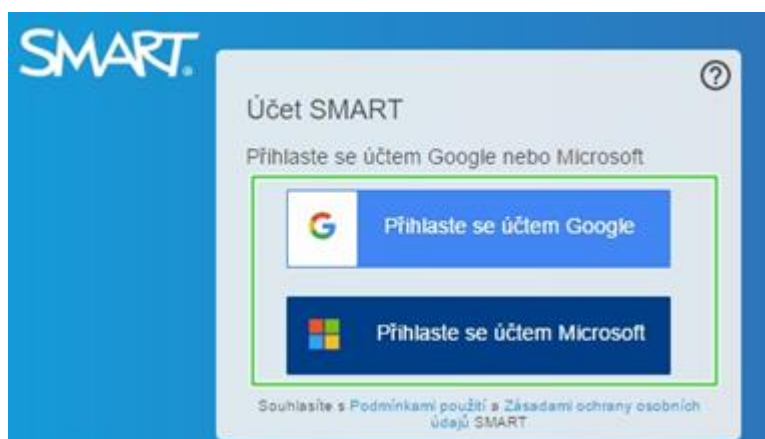 SMART®
?
Účet SMART
Přihlaste se účtem Google nebo Microsoft
G Přihlaste se účtem Google
Přihlaste se účtem Microsoft
Souhlasíte s Podmínkami použití a Zásadami ochrany osobních
údajů SMART